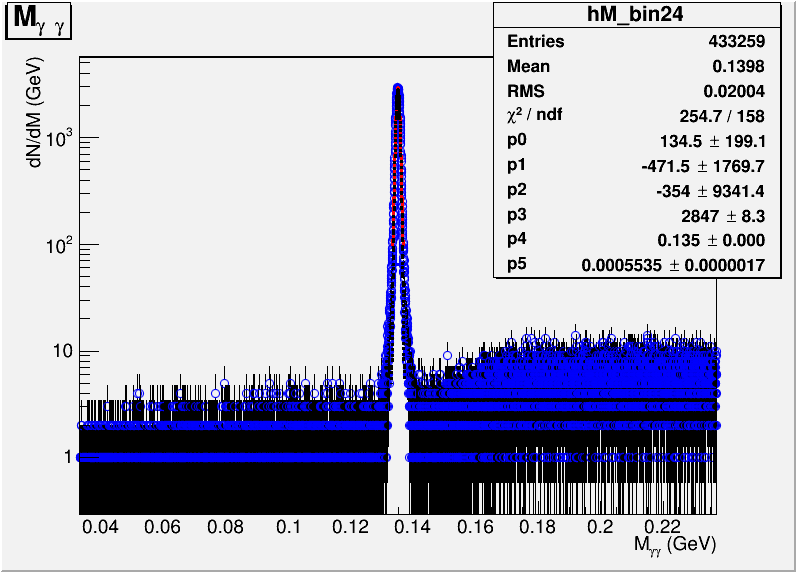 Mγ γ
hM_bin24
Entries 433259
Mean 0.1398
RMS 0.02004
χ² / ndf 254.7 / 158
p0 134.5 ± 199.1
p1 -471.5 ± 1769.7
p2 -354 ± 9341.4
p3 2847 ± 8.3
p4 0.135 ± 0.000
p5 0.0005535 ± 0.0000017
dN/dM (GeV)
10³
10²
10
1
0.04 0.06 0.08 0.1 0.12 0.14 0.16 0.18 0.2 0.22
Mγγ (GeV)